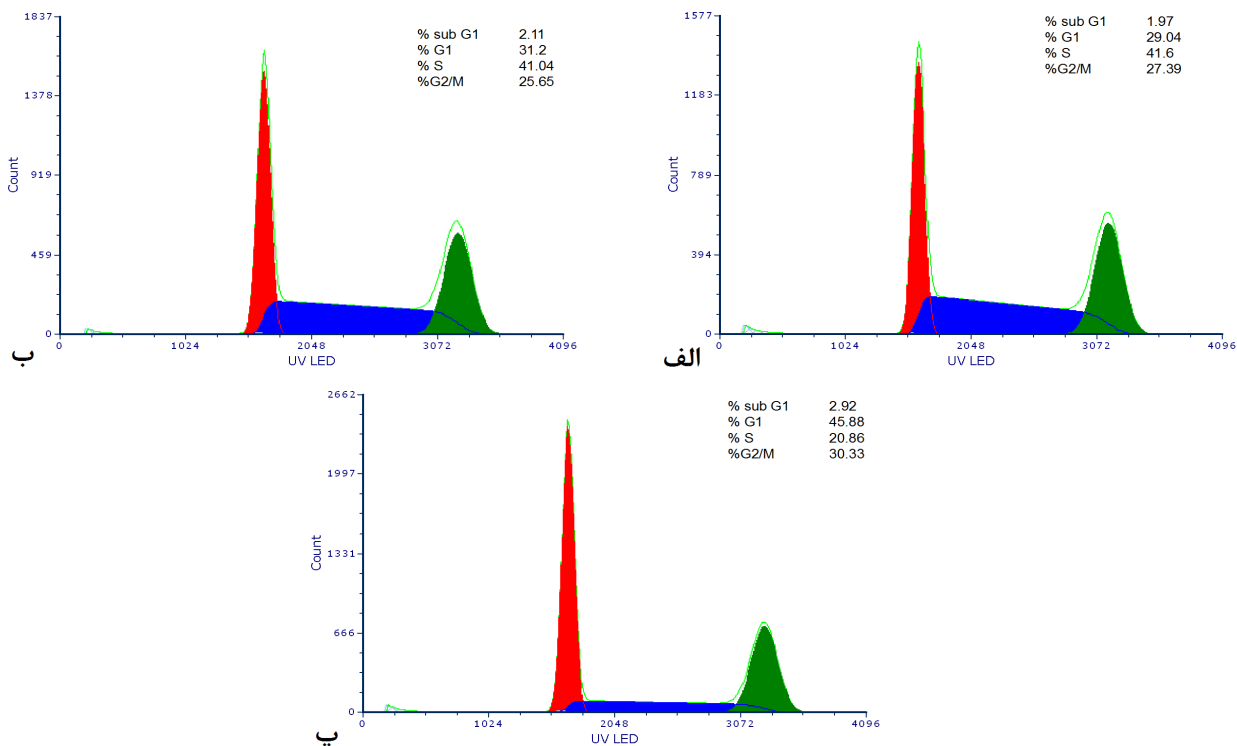 1837
1378
919
459
0
Count
0 1024 2048 3072 4096
UV LED
% sub G1 2.11
% G1 31.2
% S 41.04
%G2/M 25.65
ب
1577
1183
789
394
0
Count
0 1024 2048 3072 4096
UV LED
% sub G1 1.97
% G1 29.04
% S 41.6
%G2/M 27.39
الف
2662
1997
1331
666
0
Count
0 1024 2048 3072 4096
UV LED
% sub G1 2.92
% G1 45.88
% S 20.86
%G2/M 30.33
پ